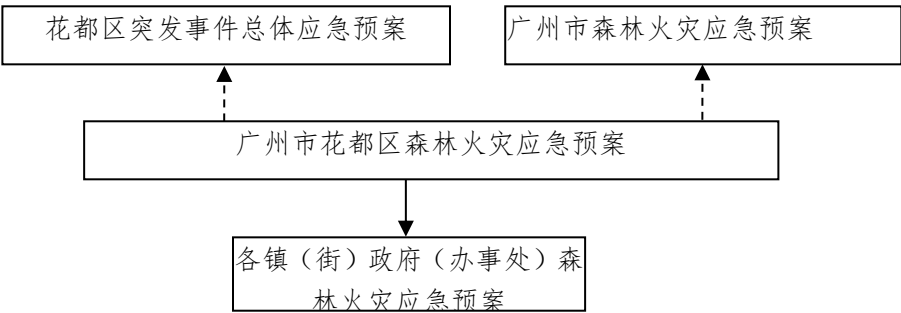 花都区突发事件总体应急预案
广州市森林火灾应急预案
广州市花都区森林火灾应急预案
各镇（街）政府（办事处）森
林火灾应急预案